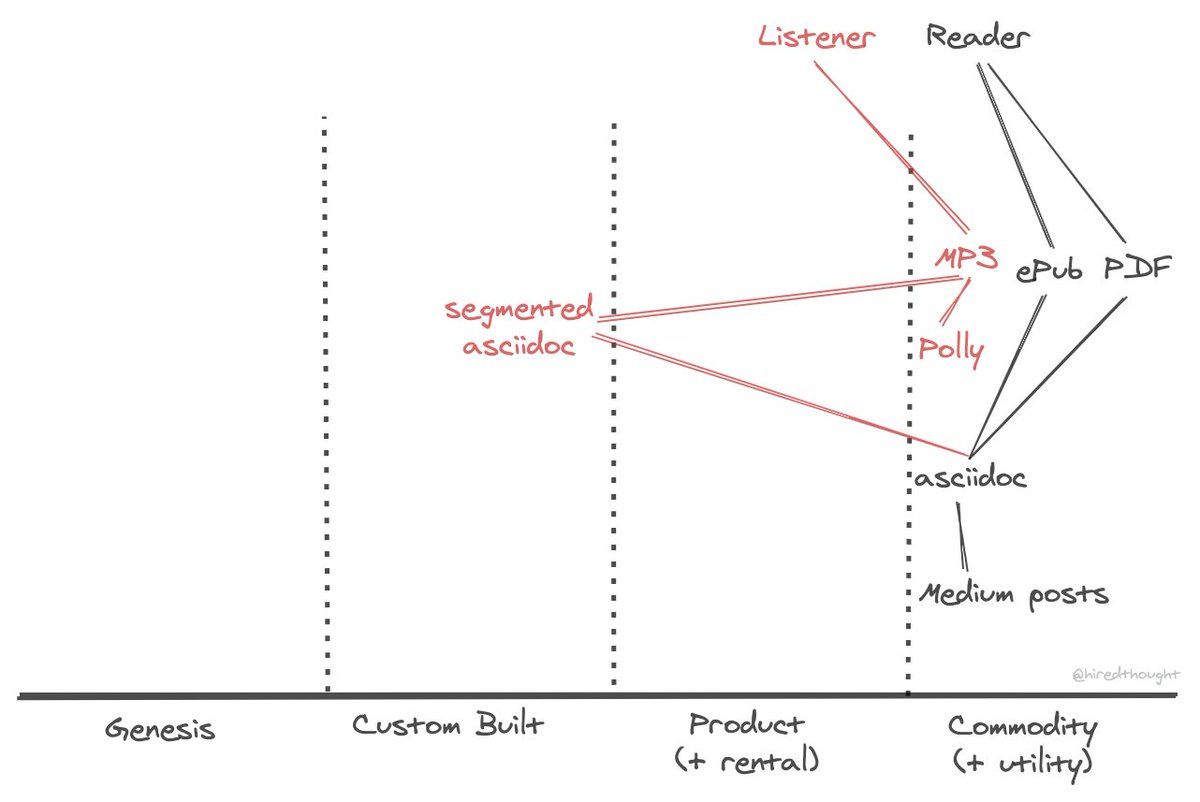 Listener
Reader
MP3
ePub
PDF
segmented
asciidoc
Polly
asciidoc
Medium posts
@hiredthought
Genesis
Custom Built
Product
(+ rental)
Commodity
(+ utility)